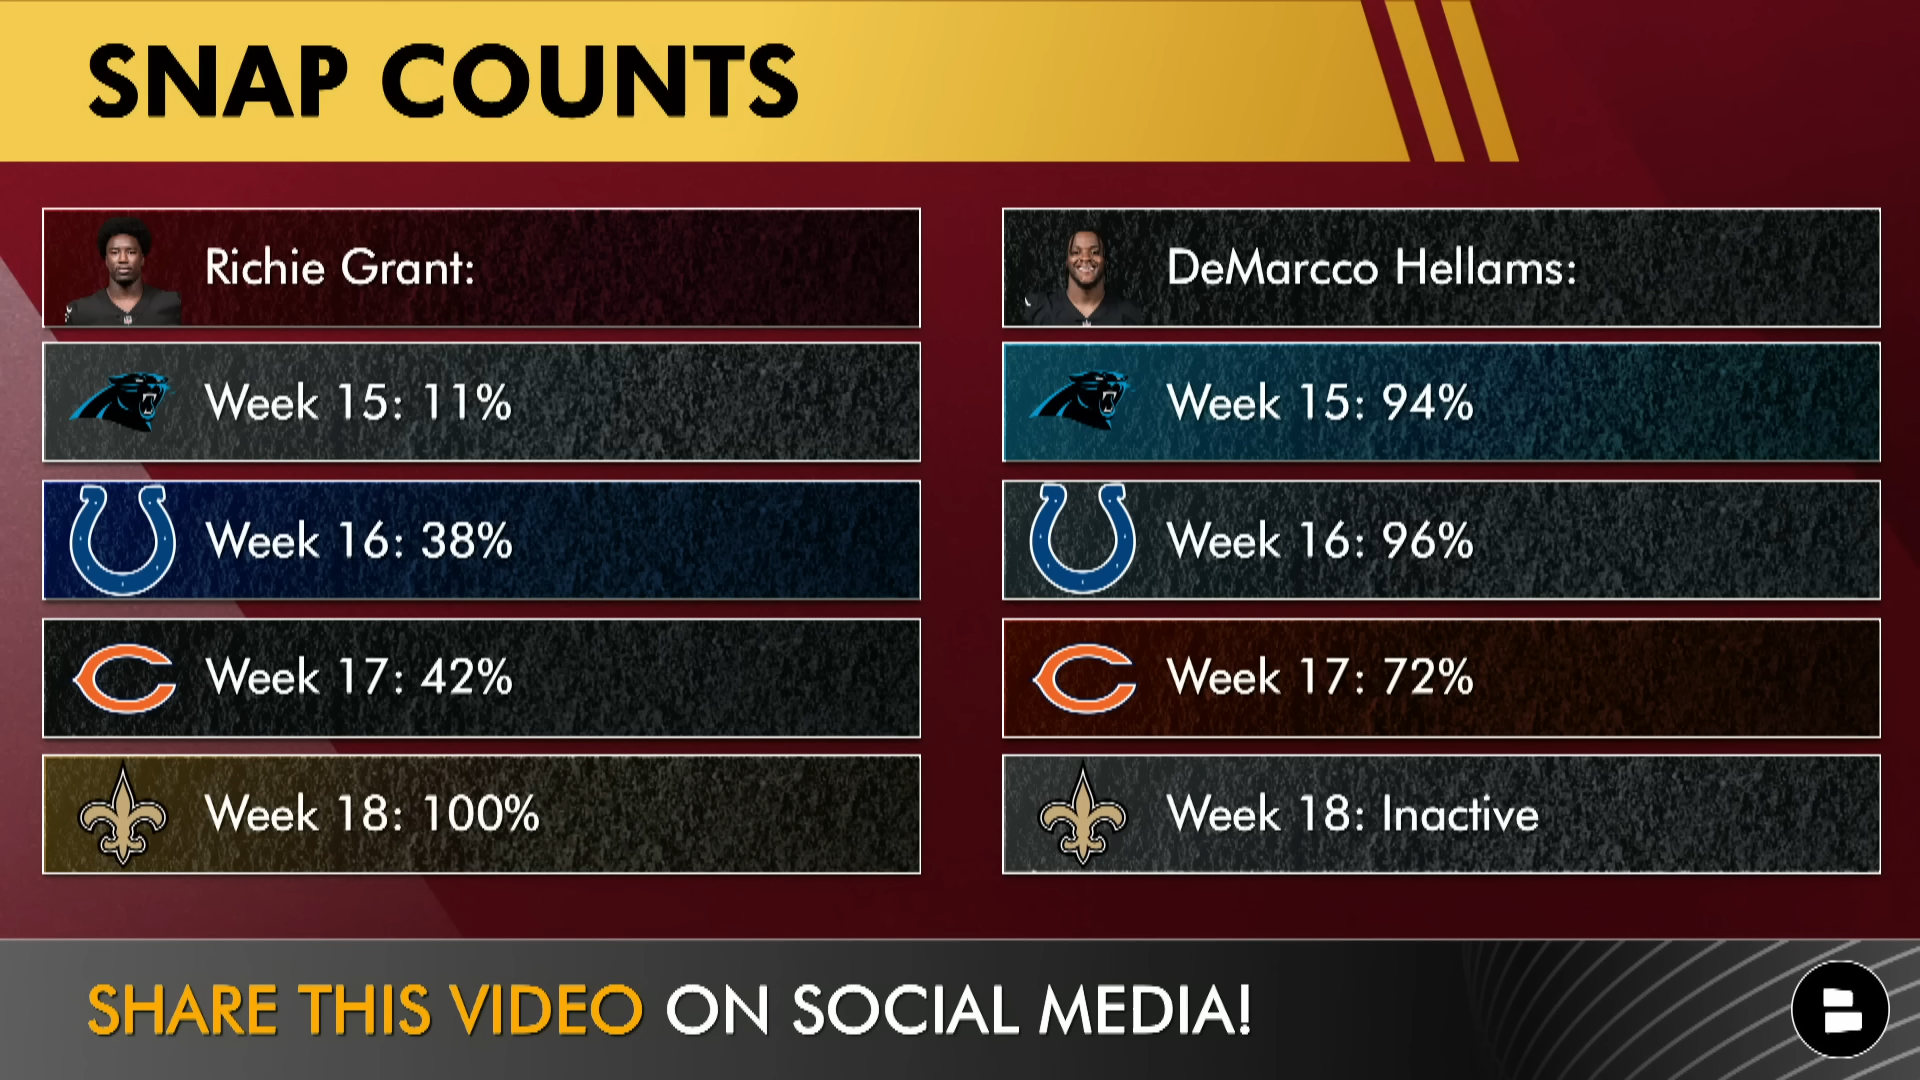 SNAP COUNTS
Richie Grant:
Week 15: 11%
Week 16: 38%
Week 17: 42%
Week 18: 100%
DeMarcco Hellams:
Week 15: 94%
Week 16: 96%
Week 17: 72%
Week 18: Inactive
SHARE THIS VIDEO ON SOCIAL MEDIA!